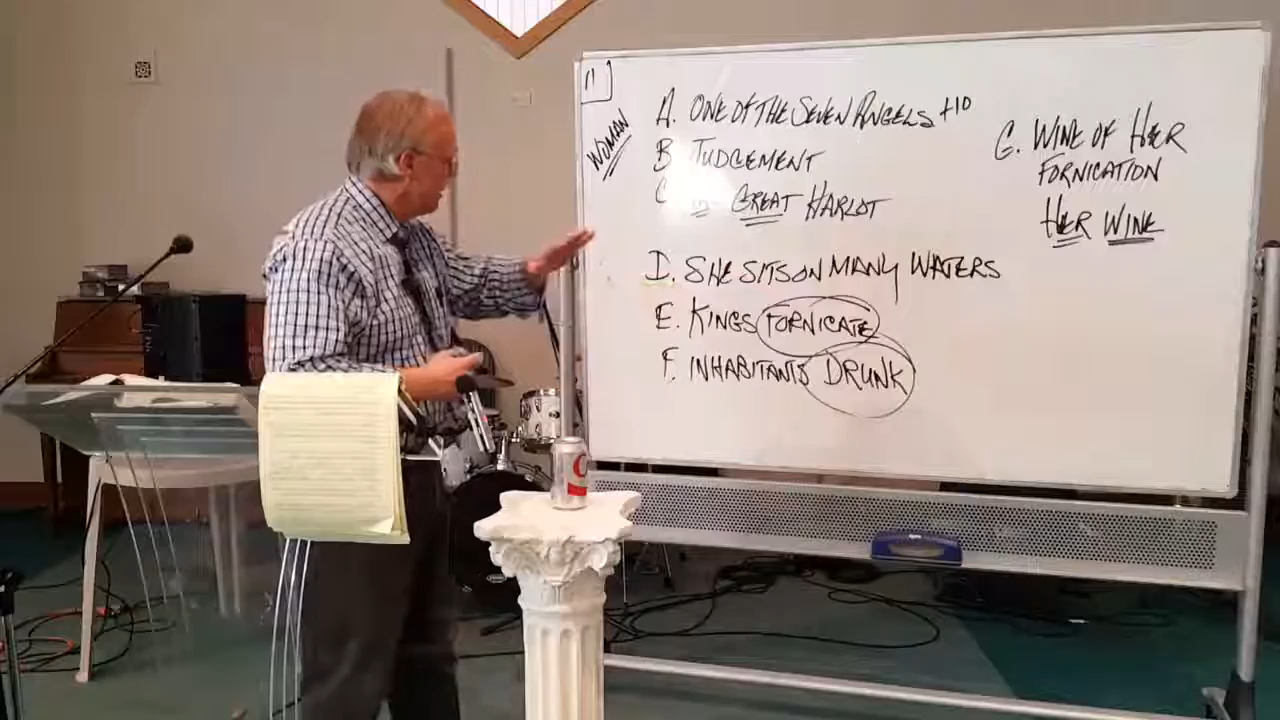 WOMAN
A. ONE OF THE SEVEN ANGELS +10
B. JUDGEMENT
C GREAT HARLOT
D. SHE SITS ON MANY WATERS
E. KINGS FORNICATE
F. INHABITANTS DRUNK
G. WINE OF HER
FORNICATION
HER WINE